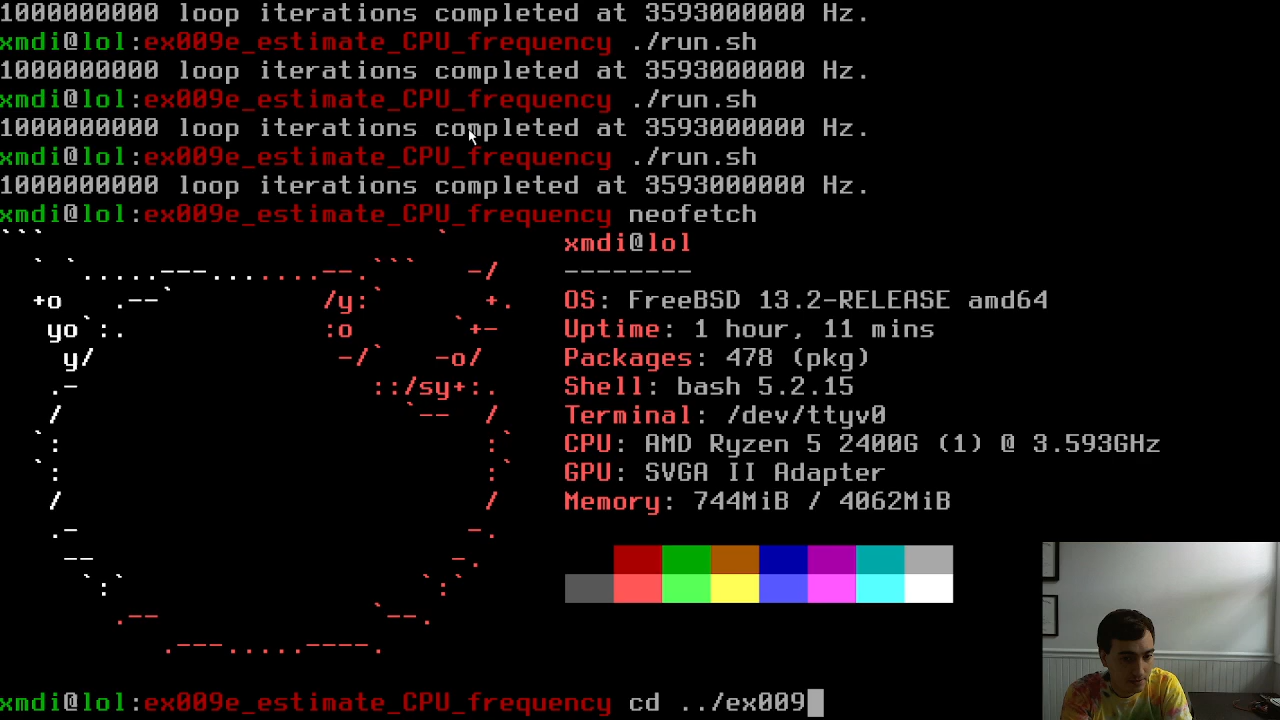 1000000000 loop iterations completed at 3593000000 Hz.
xmdi@lol:ex009e_estimate_CPU_frequency ./run.sh
1000000000 loop iterations completed at 3593000000 Hz.
xmdi@lol:ex009e_estimate_CPU_frequency ./run.sh
1000000000 loop iterations completed at 3593000000 Hz.
xmdi@lol:ex009e_estimate_CPU_frequency ./run.sh
1000000000 loop iterations completed at 3593000000 Hz.
xmdi@lol:ex009e_estimate_CPU_frequency neofetch
xmdi@lol
--------
OS: FreeBSD 13.2-RELEASE amd64
Uptime: 1 hour, 11 mins
Packages: 478 (pkg)
Shell: bash 5.2.15
Terminal: /dev/ttyv0
CPU: AMD Ryzen 5 2400G (1) @ 3.593GHz
GPU: SVGA II Adapter
Memory: 744MiB / 4062MiB
xmdi@lol:ex009e_estimate_CPU_frequency cd ../ex009